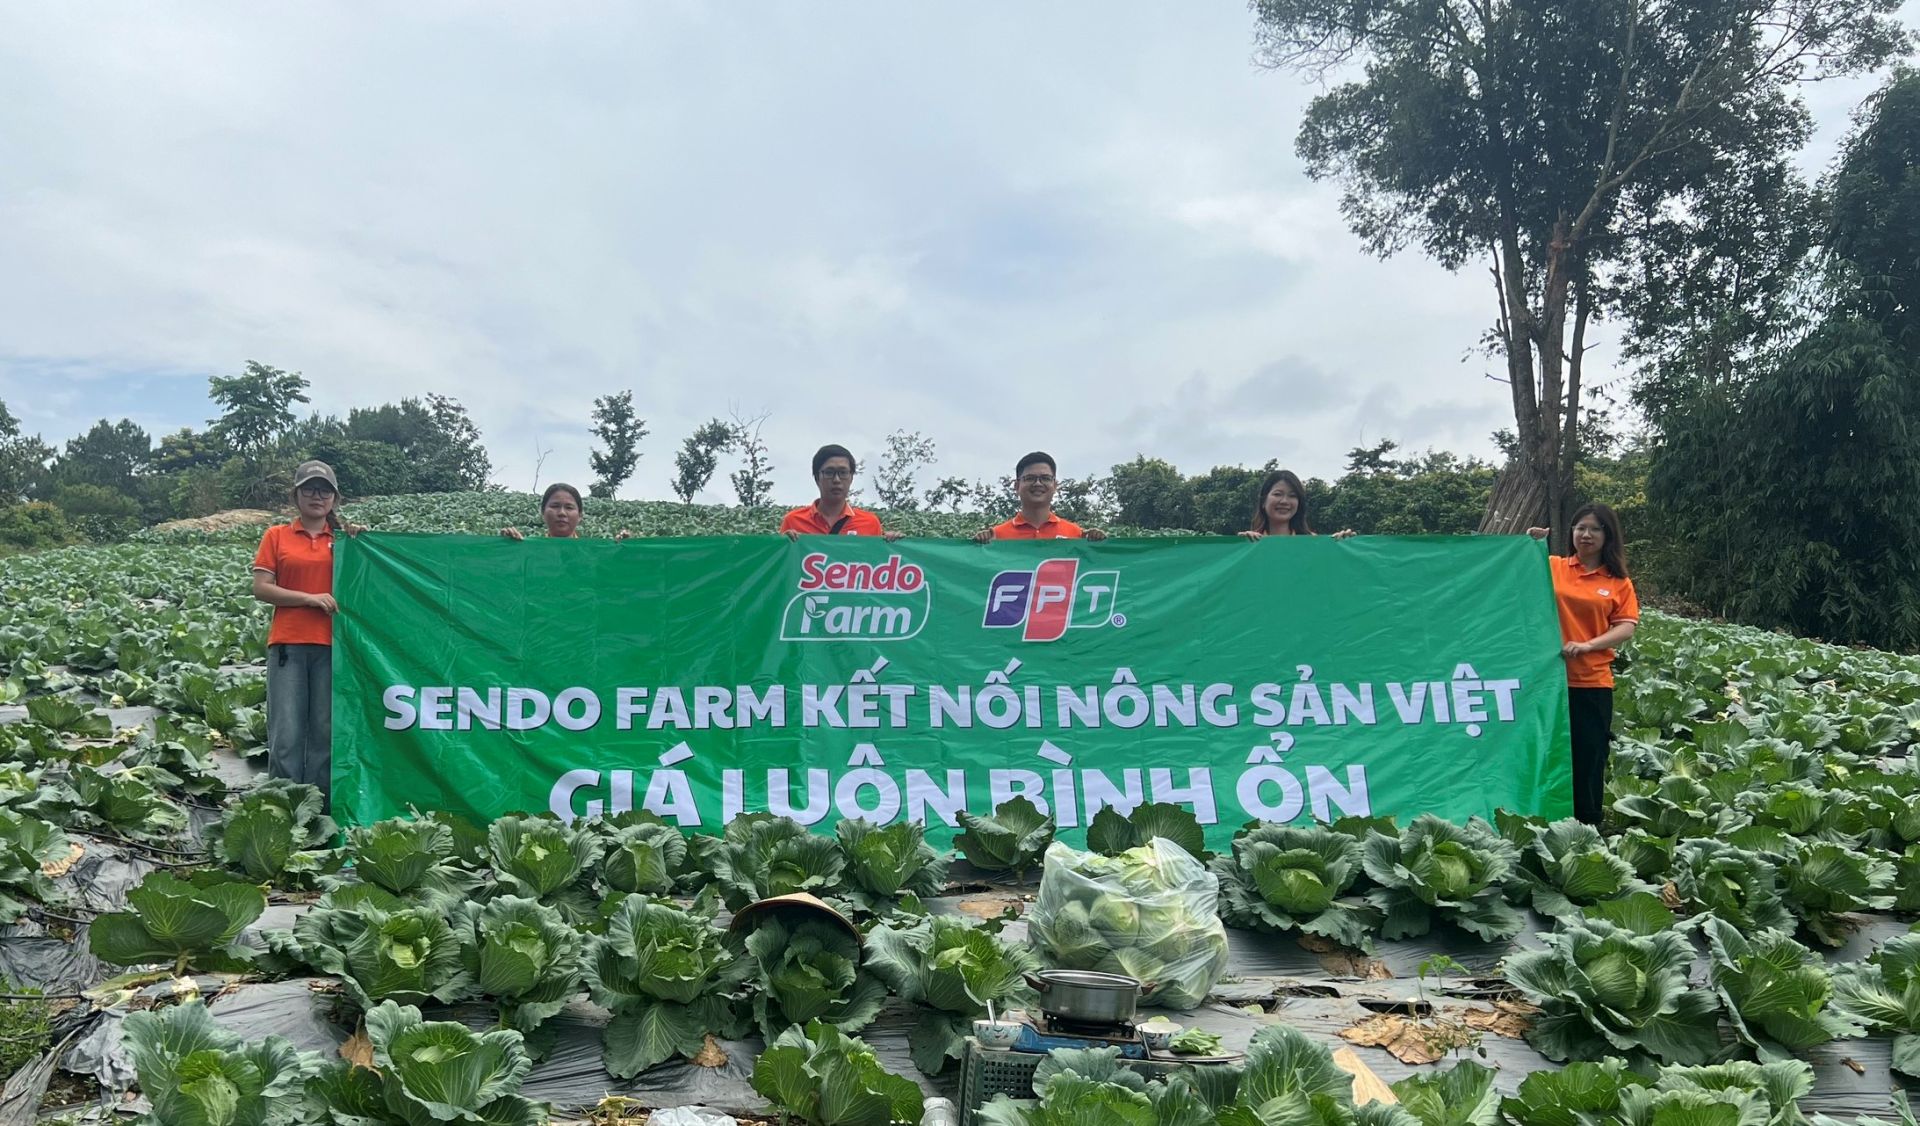 Sendo
Farm
FPT®
SENDO FARM KẾT NỐI NÔNG SẢN VIỆT
GIÁ LUÔN BÌNH ỔN